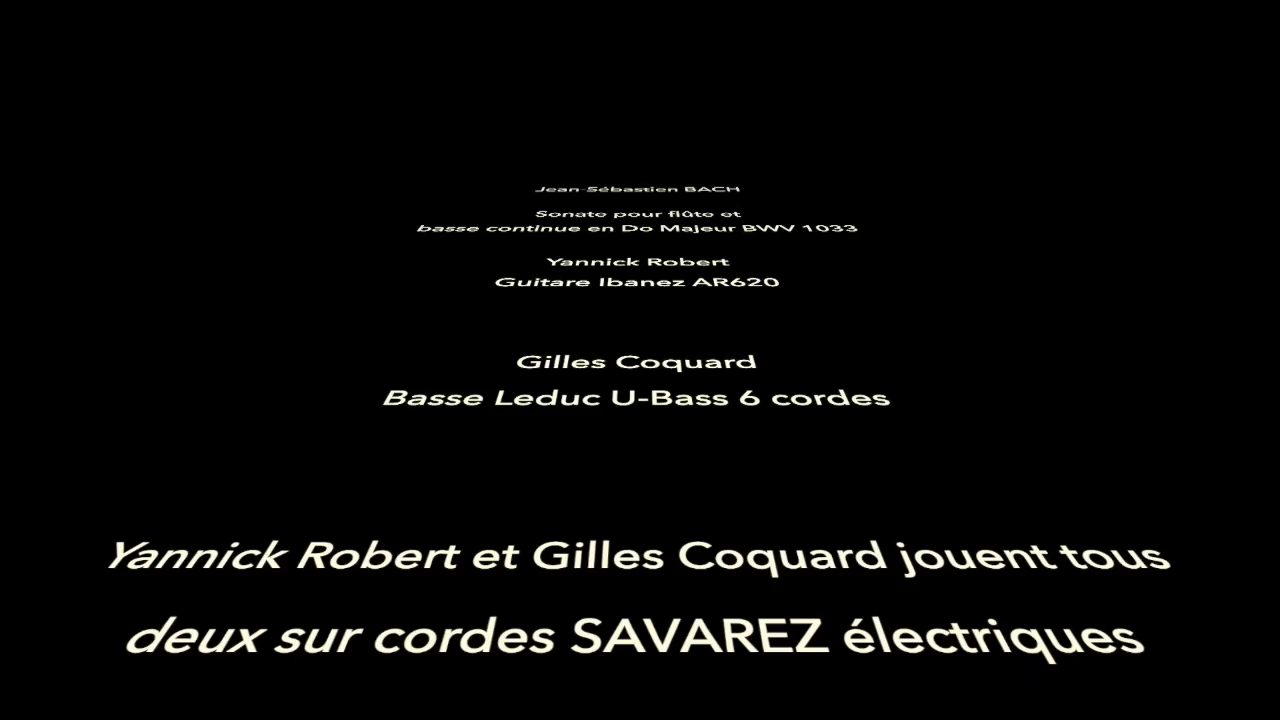 Jean-Sébastien BACH
Sonate pour flûte et
basse continue en Do Majeur BWV 1033
Yannick Robert
Guitare Ibanez AR620
Gilles Coquard
Basse Leduc U-Bass 6 cordes
Yannick Robert et Gilles Coquard jouent tous
deux sur cordes SAVAREZ électriques